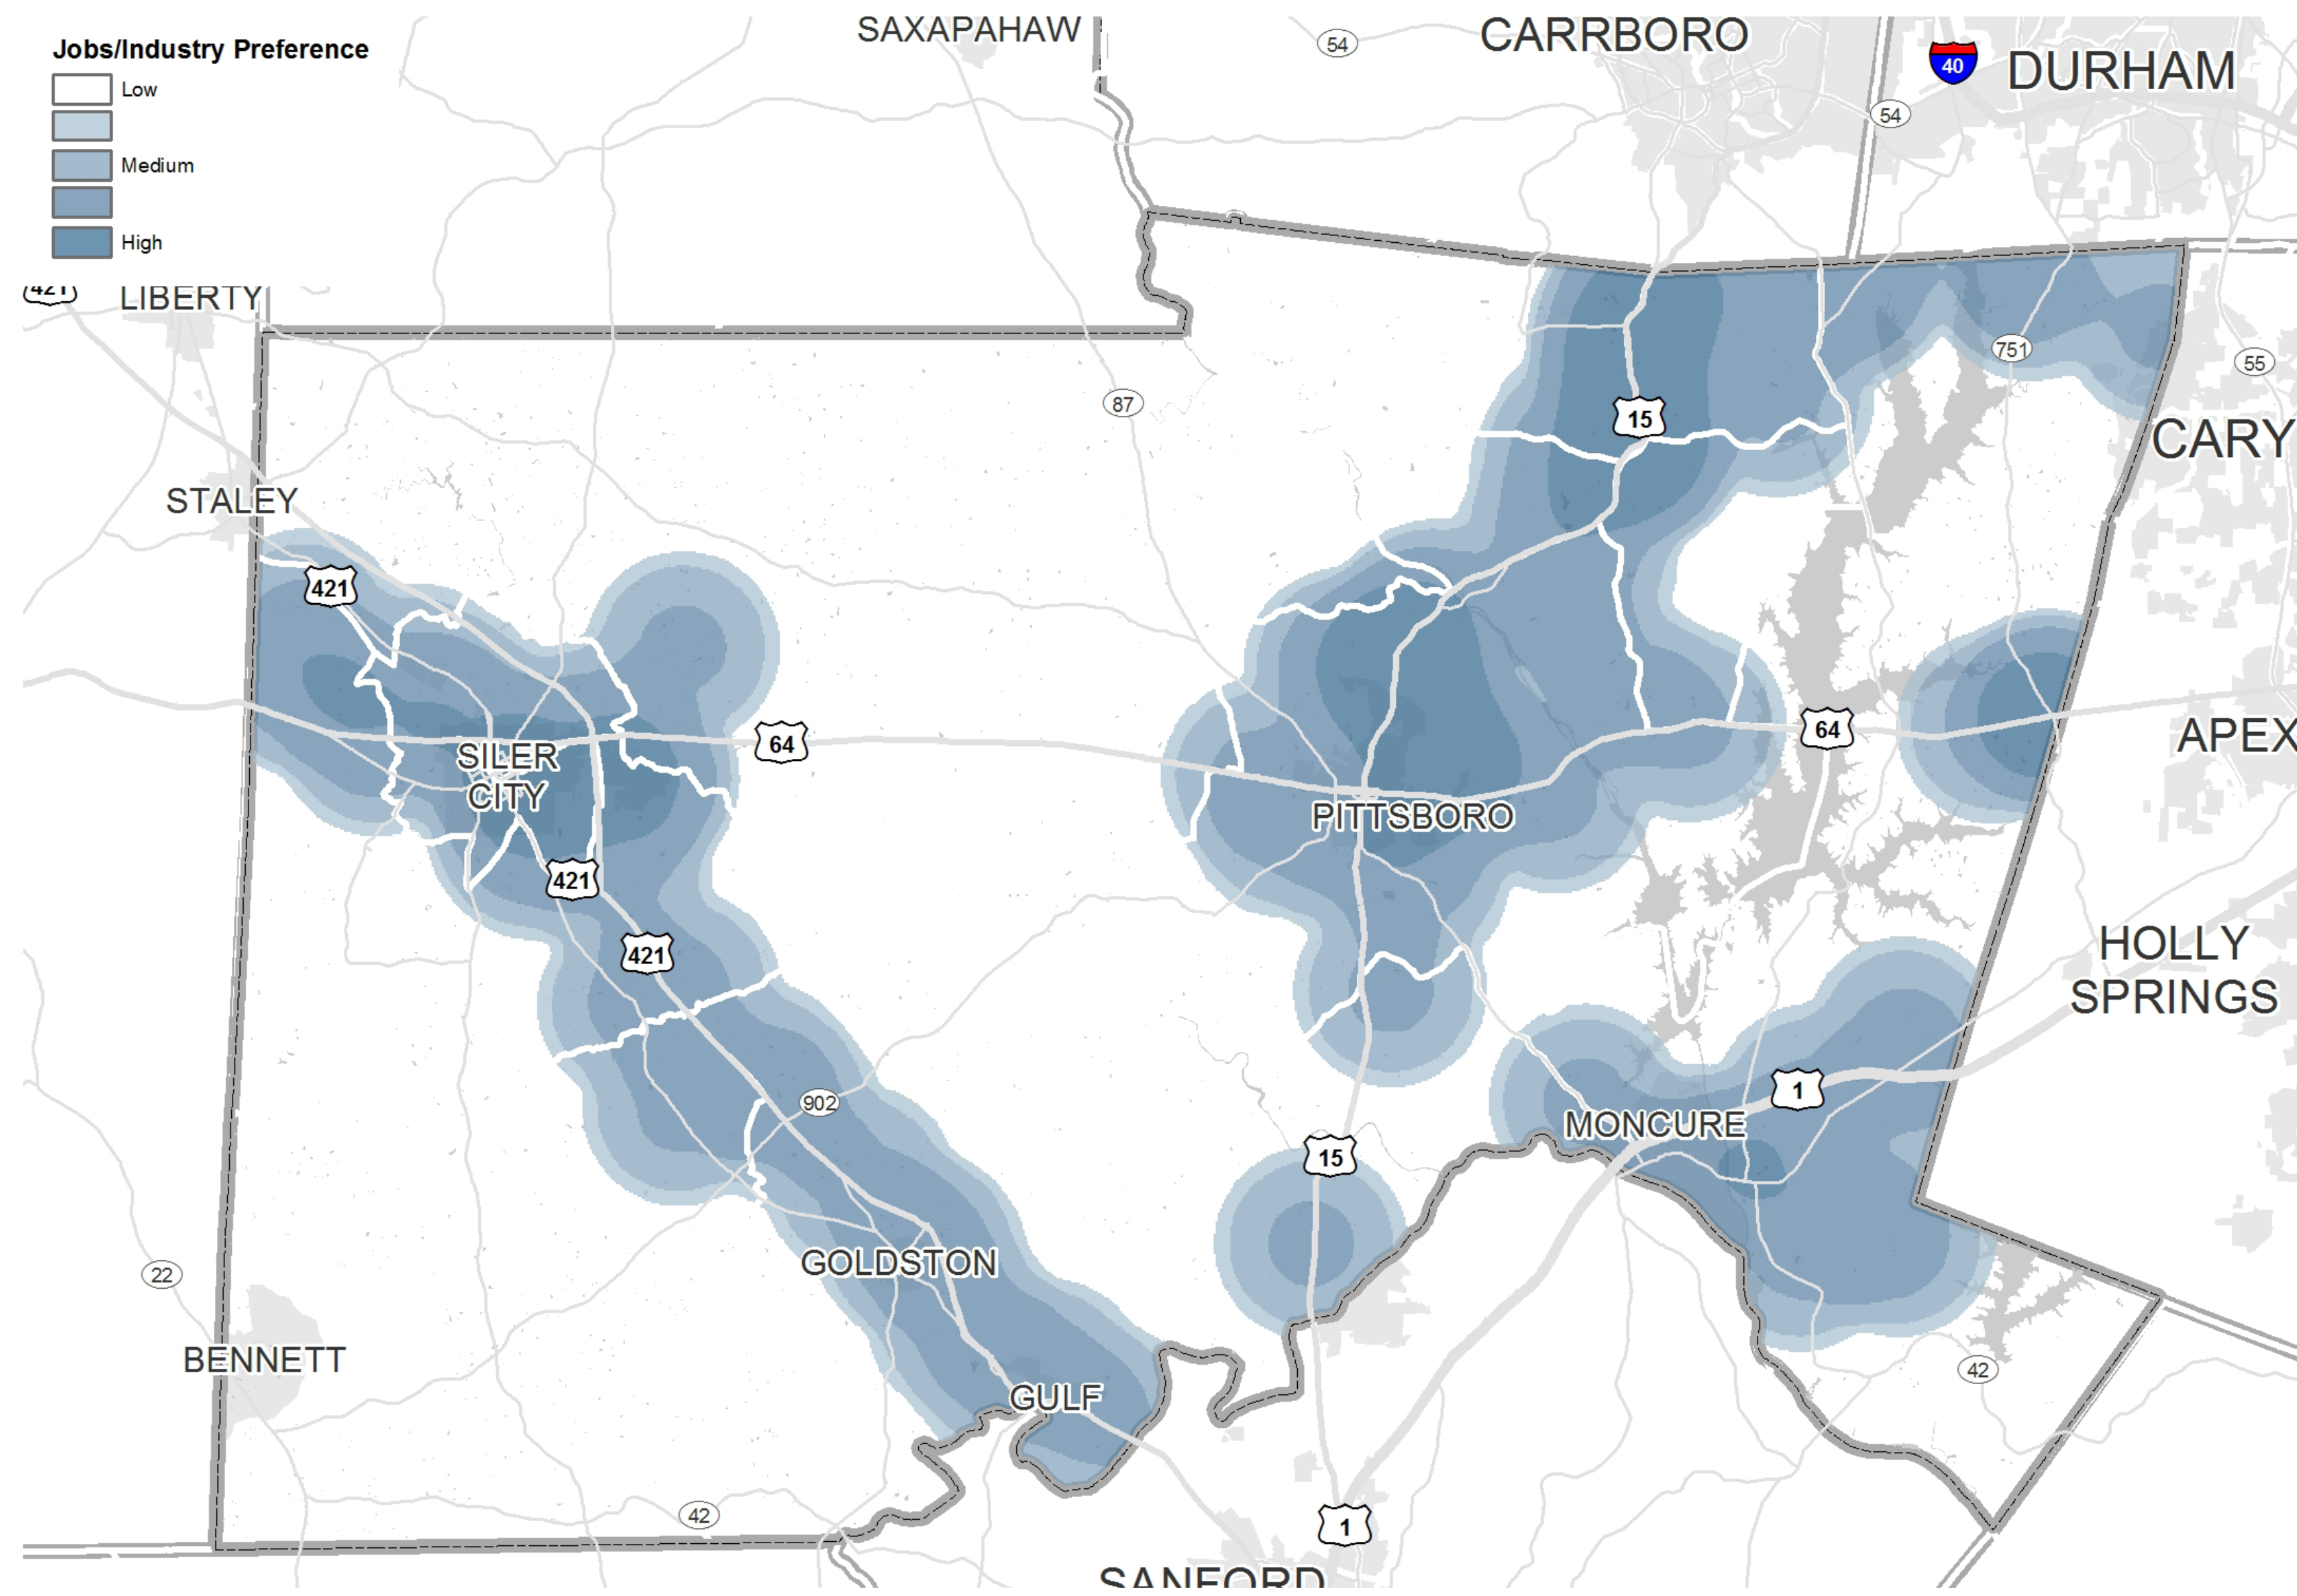 Jobs/Industry Preference
Low
Medium
High
SAXAPAHAW
54
CARRBORO
40
DURHAM
54
421
LIBERTY
751
55
87
15
CARY
STALEY
421
64
64
SILER
CITY
APEX
PITTSBORO
421
421
HOLLY
SPRINGS
1
902
MONCURE
15
GOLDSTON
22
BENNETT
42
GULF
42
1
SANFORD